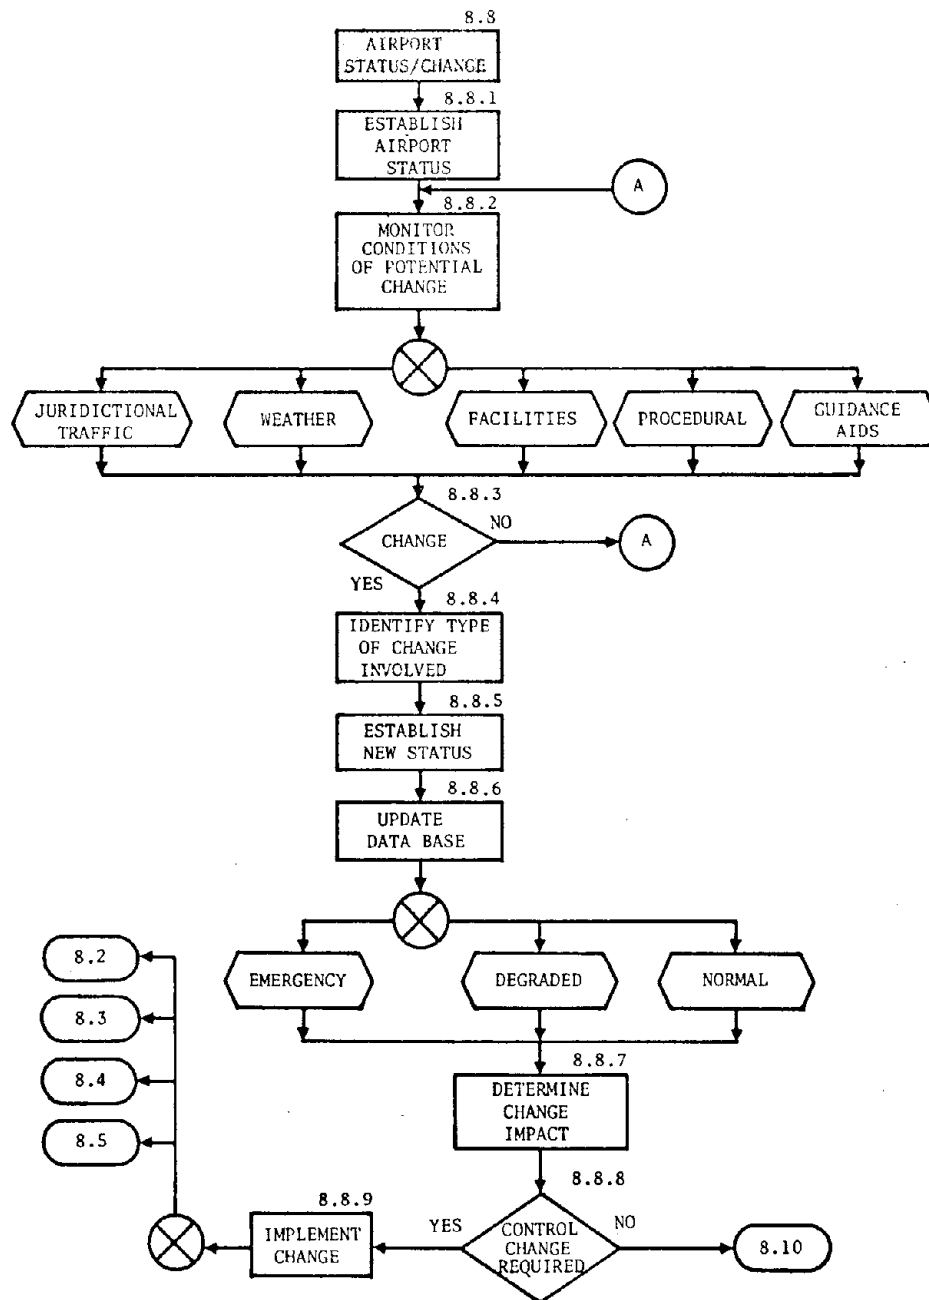 8.8
AIRPORT
STATUS/CHANGE
8.8.1
ESTABLISH
AIRPORT
STATUS
A
8.8.2
MONITOR
CONDITIONS
OF POTENTIAL
CHANGE
JURIDICTIONAL
TRAFFIC
WEATHER
FACILITIES
PROCEDURAL
GUIDANCE
AIDS
8.8.3
CHANGE
NO
A
YES
8.8.4
IDENTIFY TYPE
OF CHANGE
INVOLVED
8.8.5
ESTABLISH
NEW STATUS
8.8.6
UPDATE
DATA BASE
EMERGENCY
DEGRADED
NORMAL
8.2
8.3
8.4
8.5
8.8.7
DETERMINE
CHANGE
IMPACT
8.8.8
CONTROL
CHANGE
REQUIRED
YES
NO
8.8.9
IMPLEMENT
CHANGE
8.10